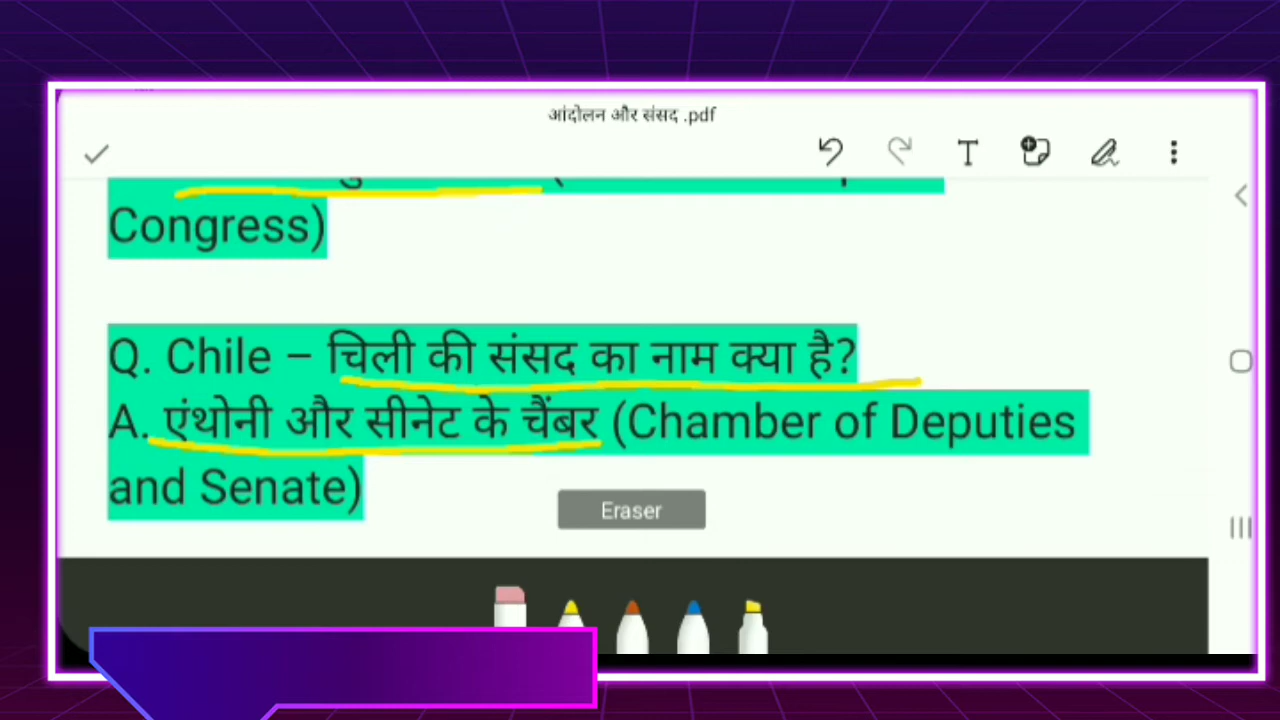 आंदोलन और संसद .pdf
T
Congress)
Q. Chile – चिली की संसद का नाम क्या है?
A. एंथोनी और सीनेट के चैंबर (Chamber of Deputies
and Senate)
Eraser